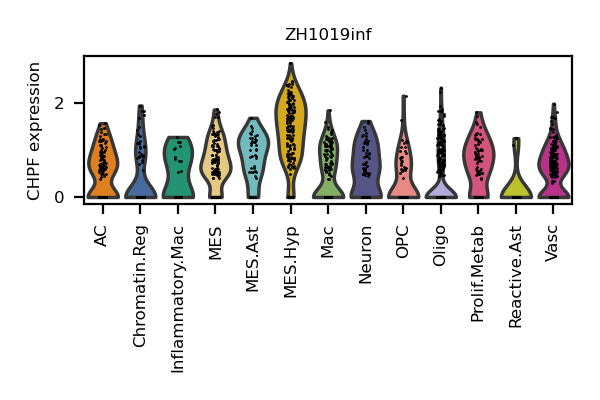 ZH1019inf
CHPF expression
2
0
AC
Chromatin.Reg
Inflammatory.Mac
MES
MES.Ast
MES.Hyp
Mac
Neuron
OPC
Oligo
Prolif.Metab
Reactive.Ast
Vasc